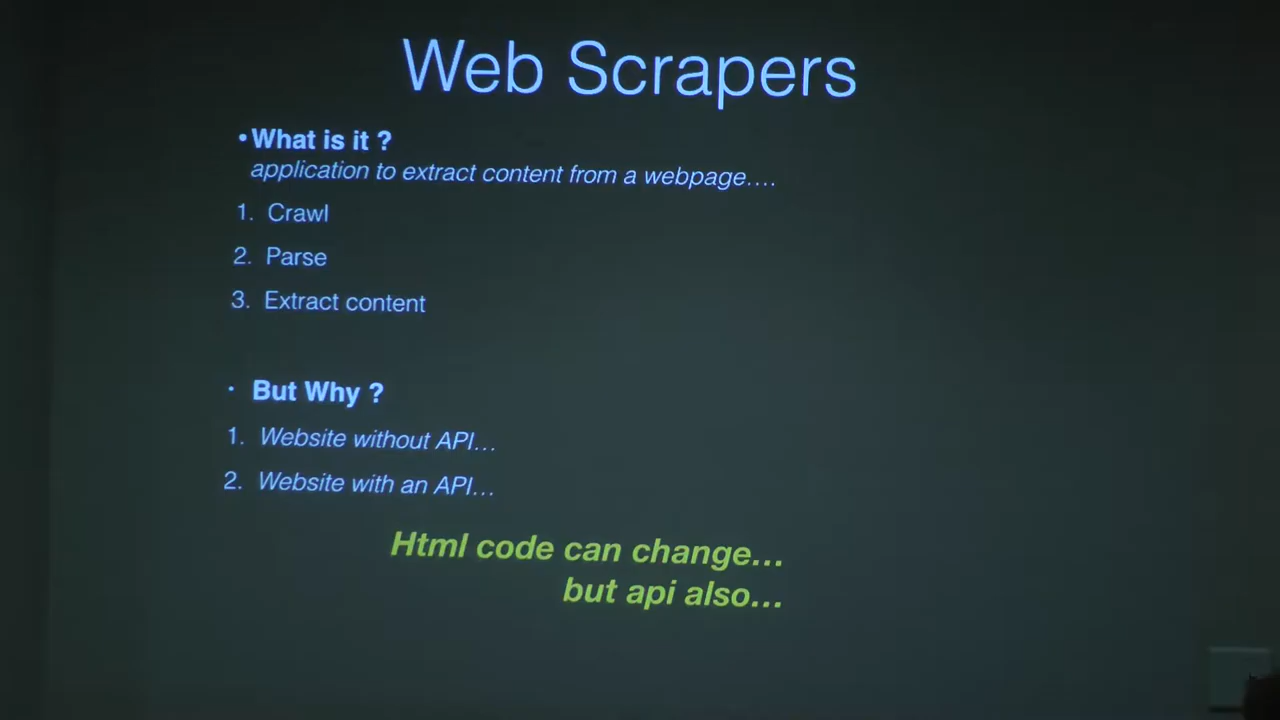 Web Scrapers
•What is it ?
application to extract content from a webpage....
1. Crawl
2. Parse
3. Extract content
· But Why ?
1. Website without API...
2. Website with an API...
Html code can change...
but api also...